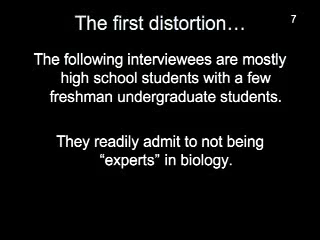 7
The first distortion…
The following interviewees are mostly
high school students with a few
freshman undergraduate students.
They readily admit to not being
“experts” in biology.